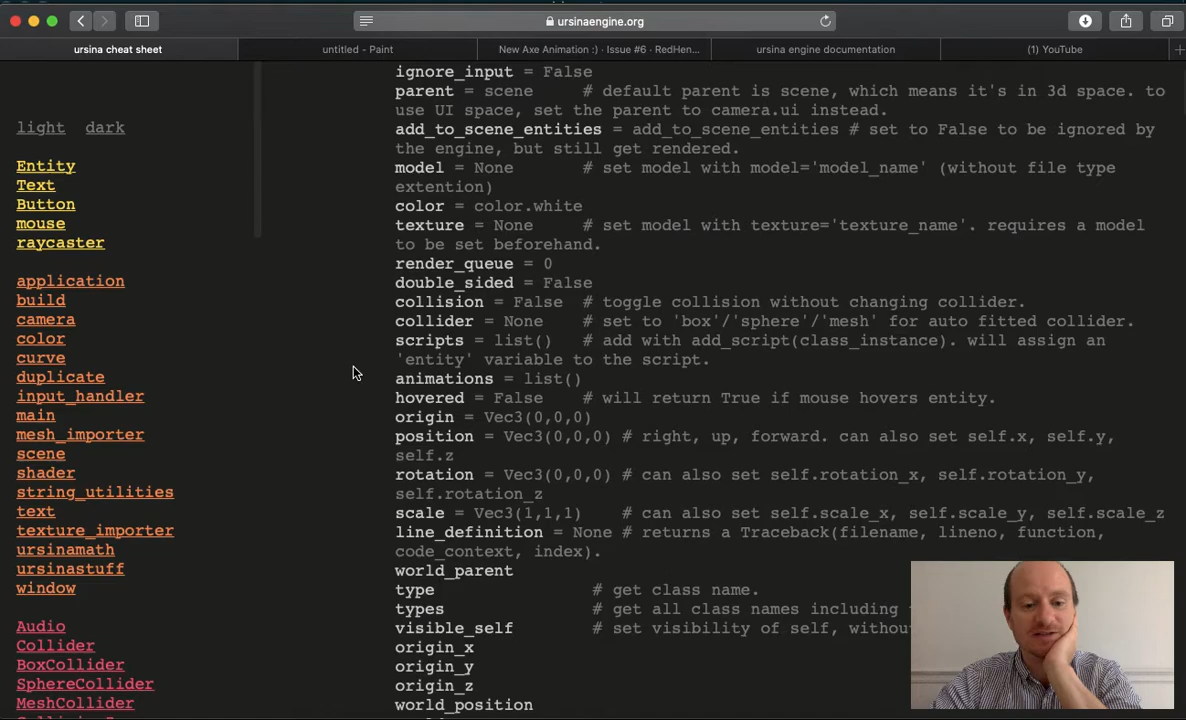 ursinaengine.org
ursina cheat sheet
untitled - Paint
New Axe Animation :) · Issue #6 · RedHen...
ursina engine documentation
(1) YouTube
light dark
Entity
Text
Button
mouse
raycaster
application
build
camera
color
curve
duplicate
input_handler
main
mesh_importer
scene
shader
string_utilities
text
texture_importer
ursinamath
ursinastuff
window
Audio
Collider
BoxCollider
SphereCollider
MeshCollider
ignore_input = False
parent = scene # default parent is scene, which means it's in 3d space. to
use UI space, set the parent to camera.ui instead.
add_to_scene_entities = add_to_scene_entities # set to False to be ignored by
the engine, but still get rendered.
model = None # set model with model='model_name' (without file type
extention)
color = color.white
texture = None # set model with texture='texture_name'. requires a model
to be set beforehand.
render_queue = 0
double_sided = False
collision = False # toggle collision without changing collider.
collider = None # set to 'box'/'sphere'/'mesh' for auto fitted collider.
scripts = list() # add with add_script(class_instance). will assign an
'entity' variable to the script.
animations = list()
hovered = False # will return True if mouse hovers entity.
origin = Vec3(0,0,0)
position = Vec3(0,0,0) # right, up, forward. can also set self.x, self.y,
self.z
rotation = Vec3(0,0,0) # can also set self.rotation_x, self.rotation_y,
self.rotation_z
scale = Vec3(1,1,1) # can also set self.scale_x, self.scale_y, self.scale_z
line_definition = None # returns a Traceback(filename, lineno, function,
code_context, index).
world_parent
type # get class name.
types # get all class names including
visible_self # set visibility of self, withou
origin_x
origin_y
origin_z
world_position